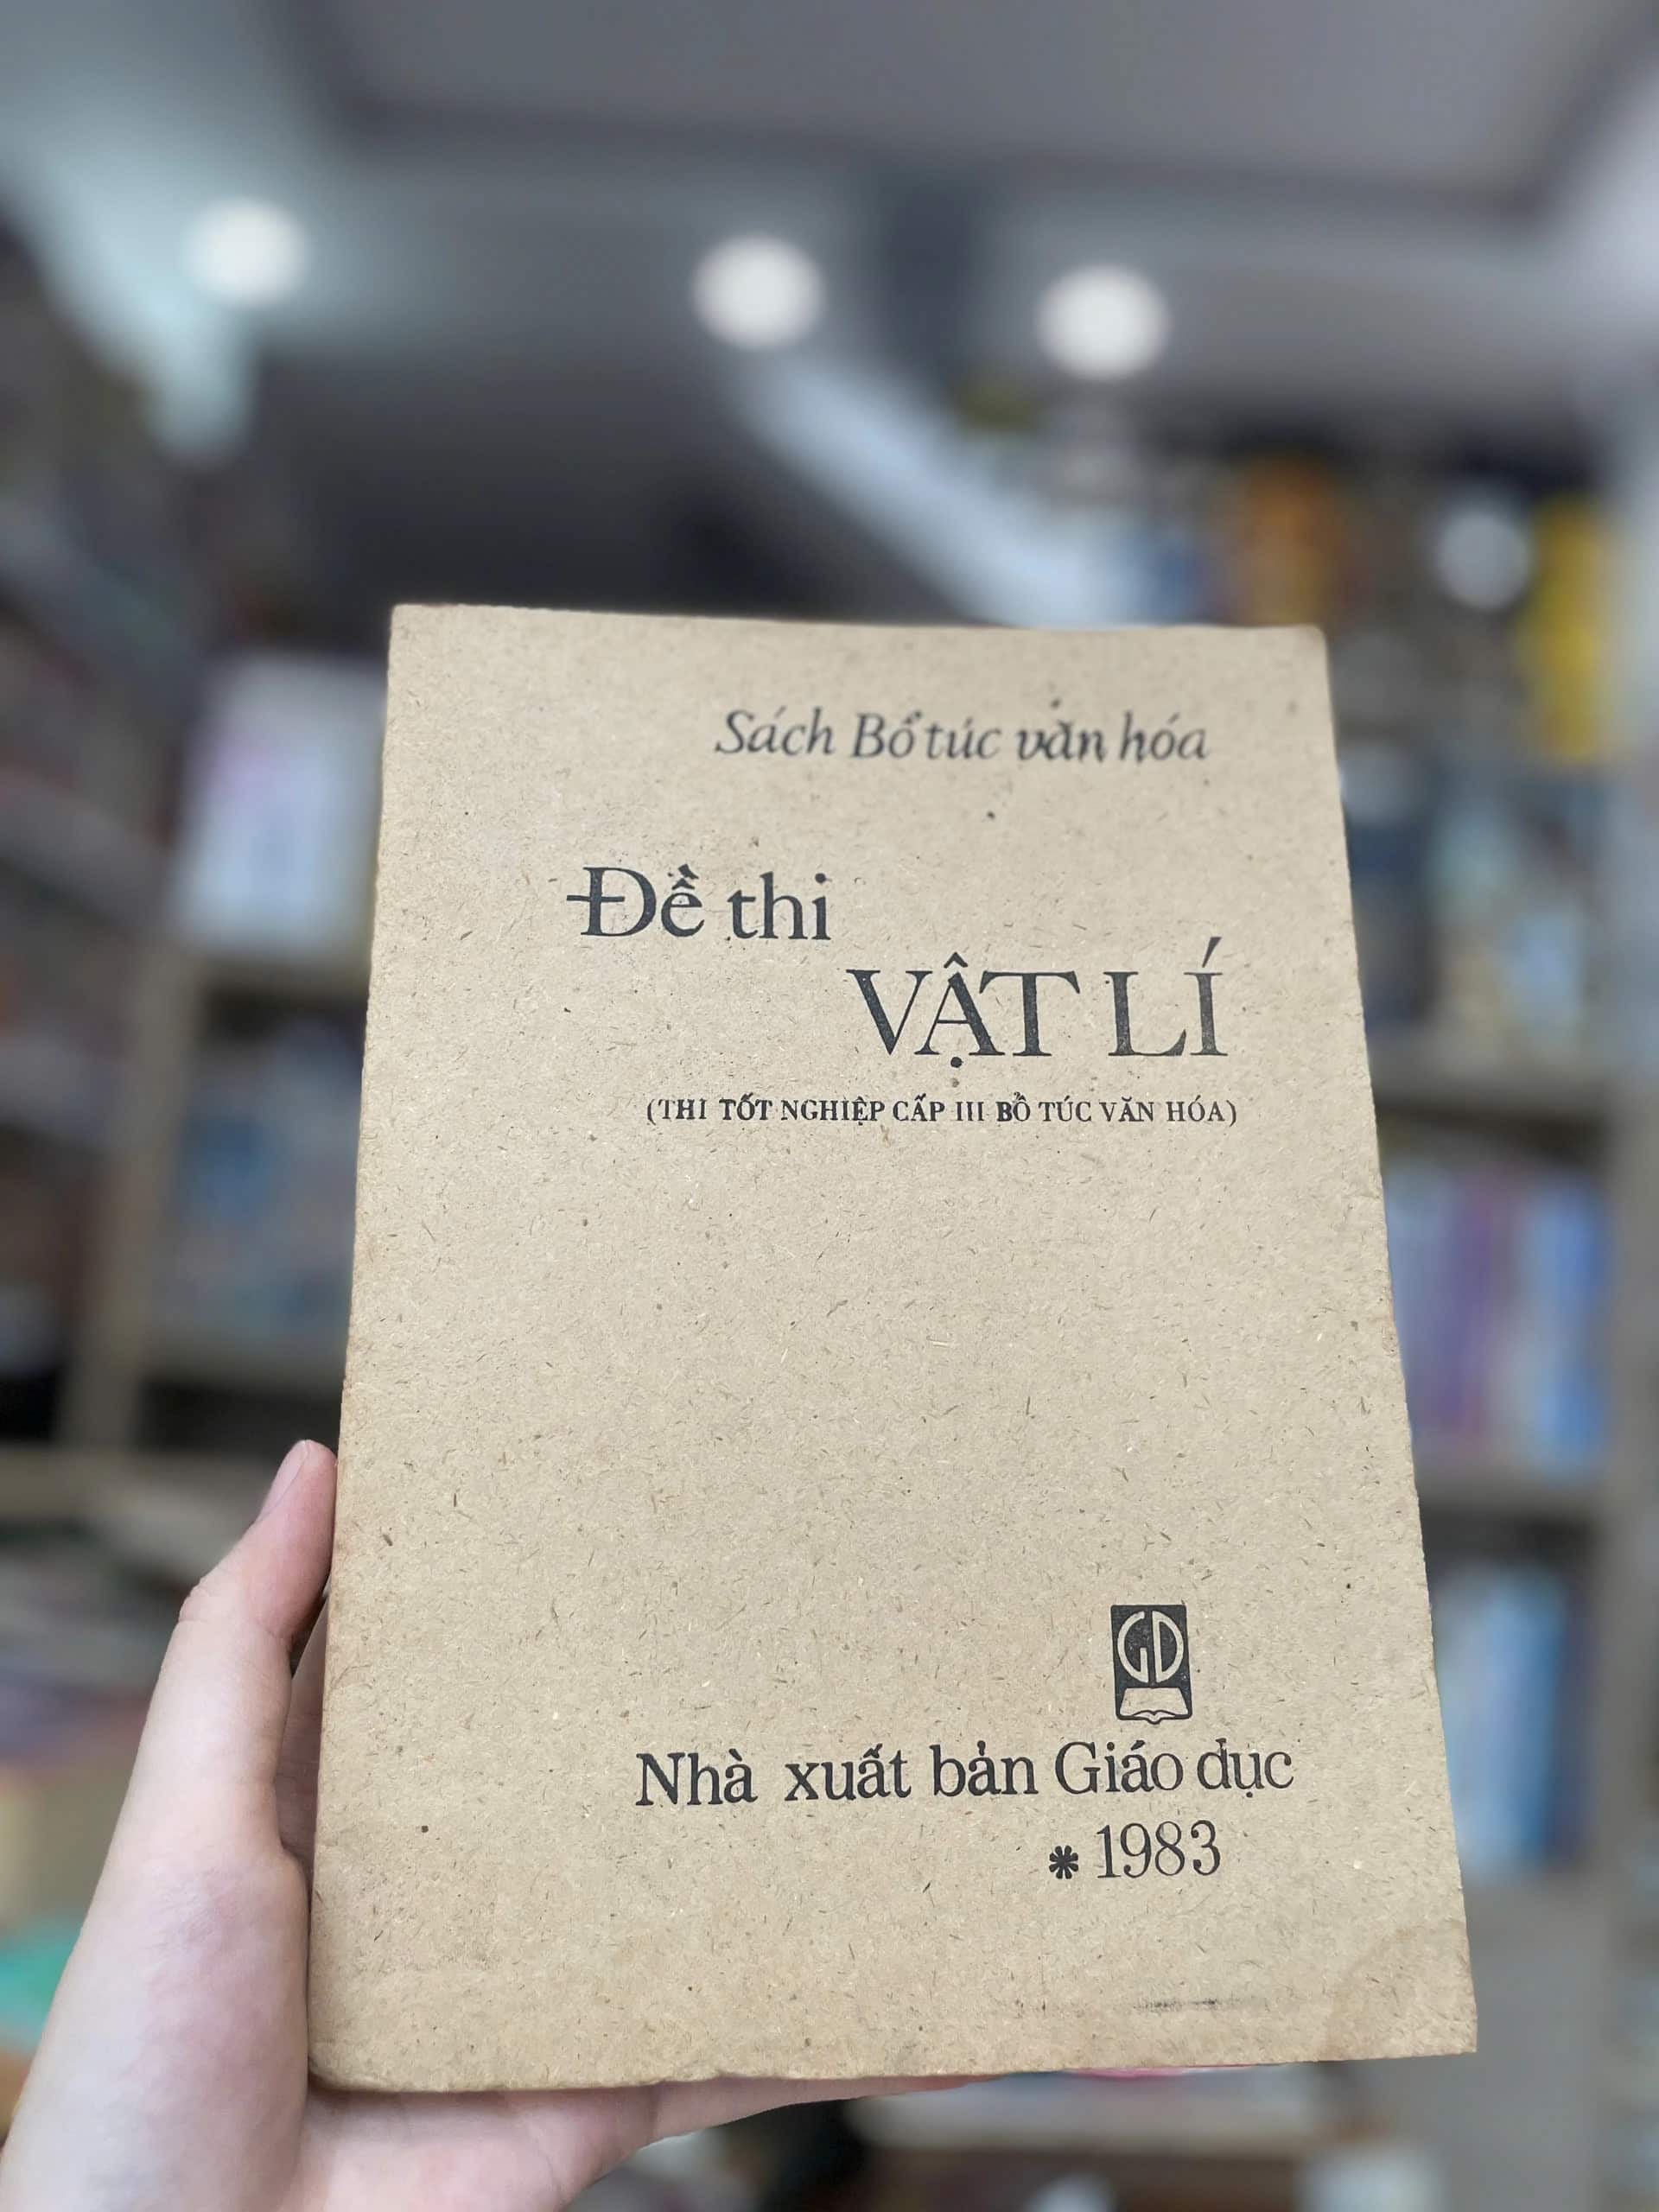 Sách Bổ túc văn hóa
Đề thi
VẬT LÍ
(THI TỐT NGHIỆP CẤP III BỔ TÚC VĂN HÓA)
GD
Nhà xuất bản Giáo dục
* 1983